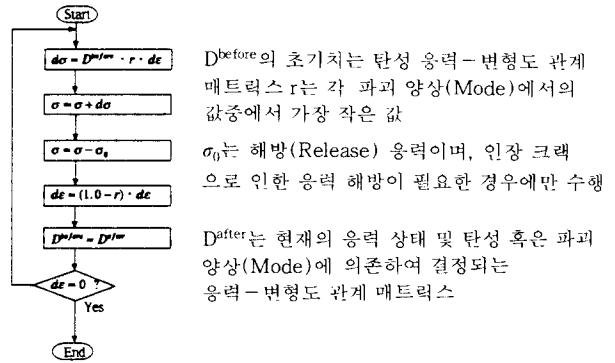 Start
dσ = D^before · r · dε
D^before의 초기치는 탄성 응력－변형도 관계
매트릭스 r는 각 파괴 양상(Mode)에서의
값중에서 가장 작은 값
σ = σ + dσ
σ = σ − σ₀
σ₀는 해방(Release) 응력이며, 인장 크랙
으로 인한 응력 해방이 필요한 경우에만 수행
dε = (1.0 − r) · dε
D^before = D^after
D^after는 현재의 응력 상태 및 탄성 혹은 파괴
양상(Mode)에 의존하여 결정되는
응력－변형도 관계 매트릭스
dε = 0 ?
Yes
End